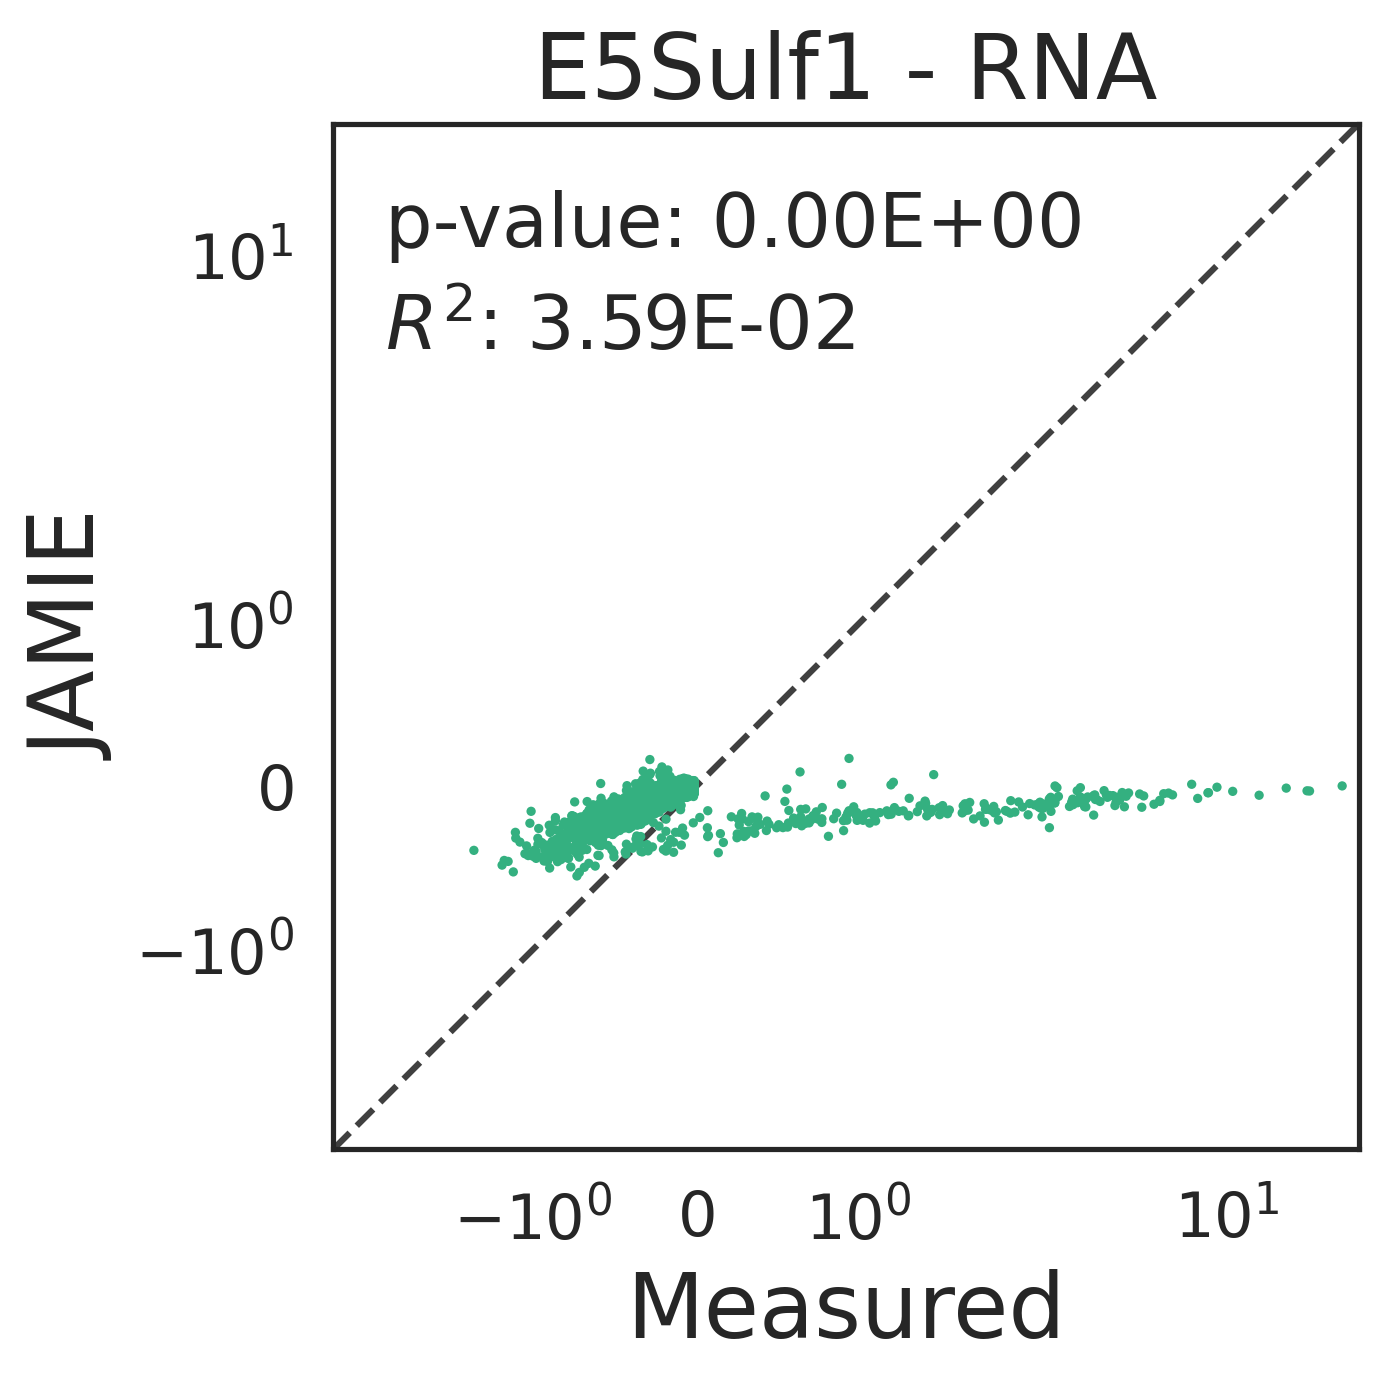 E5Sulf1 - RNA
p-value: 0.00E+00
R²: 3.59E-02
10¹
10⁰
0
−10⁰
JAMIE
−10⁰ 0 10⁰ 10¹
Measured